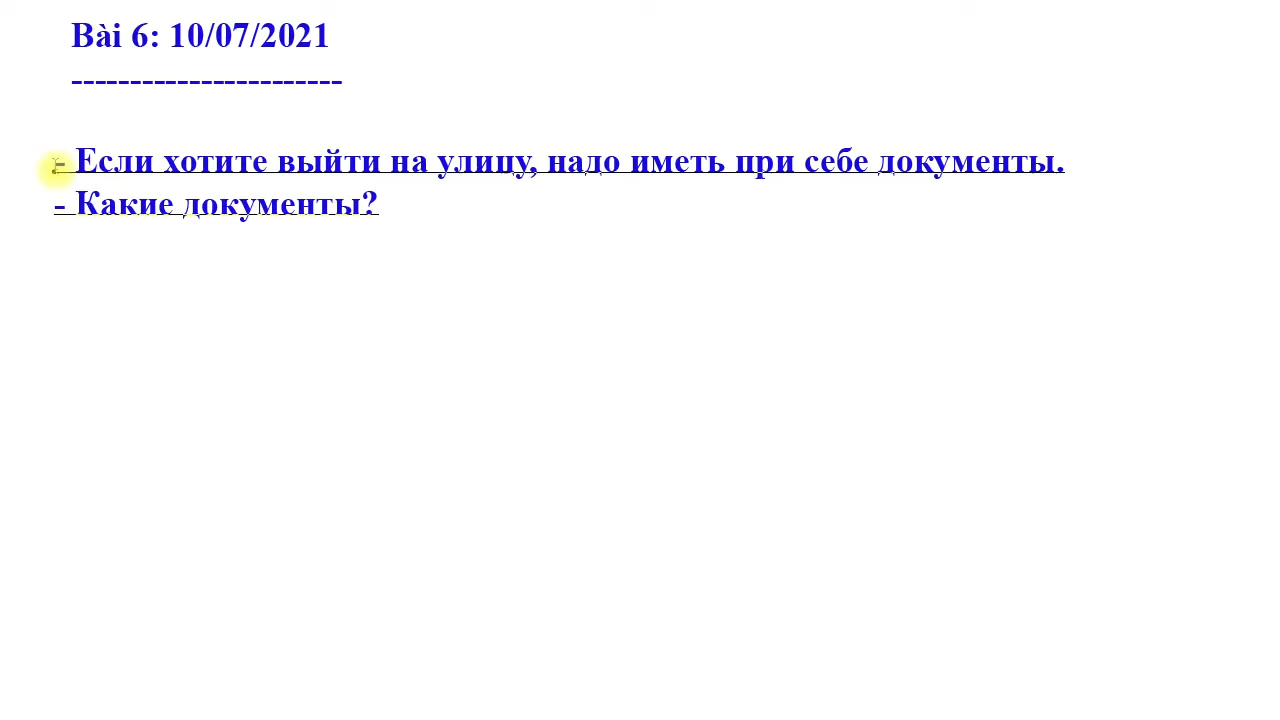 Bài 6: 10/07/2021
-----------------------
- Если хотите выйти на улицу, надо иметь при себе документы.
- Какие документы?